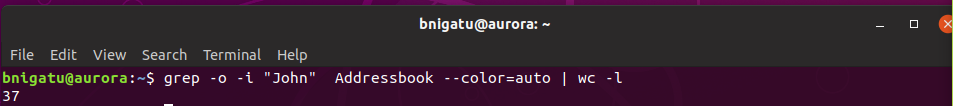 bnigatu@aurora: ~
File Edit View Search Terminal Help
bnigatu@aurora:~$ grep -o -i "John"  Addressbook --color=auto | wc -l
37